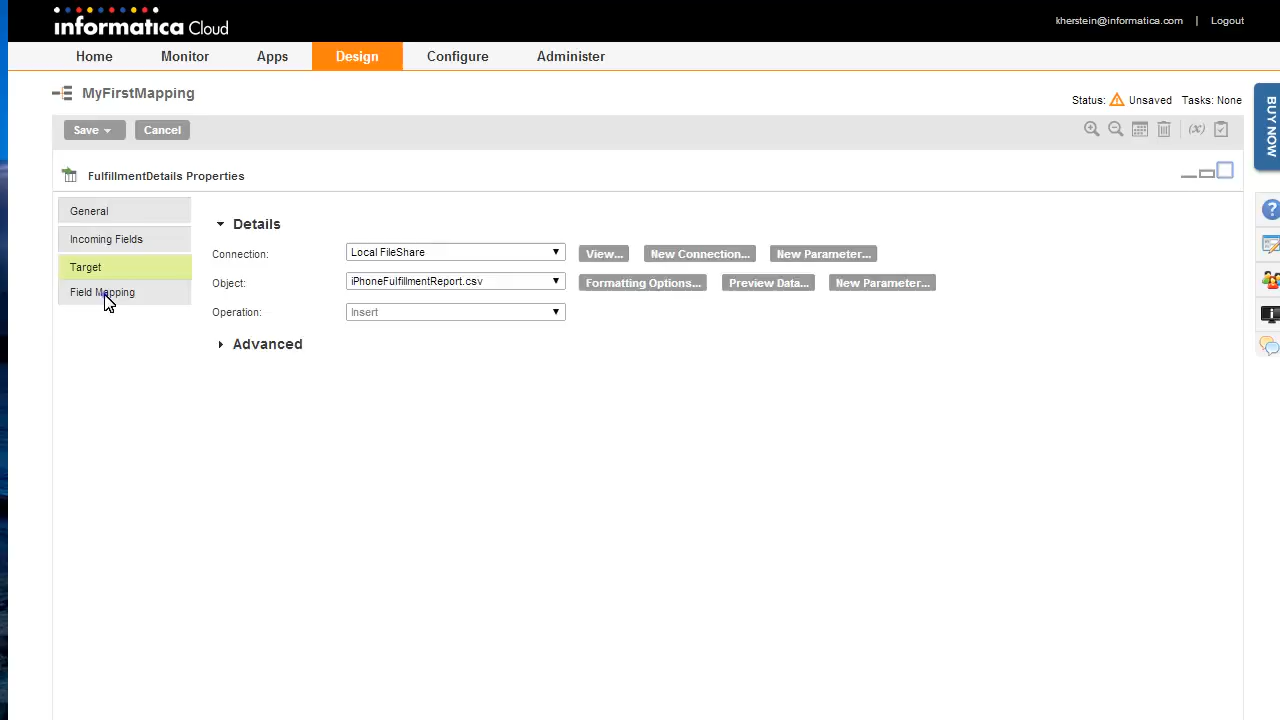 informatica Cloud
kherstein@informatica.com | Logout
Home Monitor Apps Design Configure Administer
MyFirstMapping
Status: Unsaved Tasks: None
BUY NOW
Save Cancel
(x)
FulfillmentDetails Properties
General
Incoming Fields
Target
Field Mapping
Details
Connection: Local FileShare View... New Connection... New Parameter...
Object: iPhoneFulfillmentReport.csv Formatting Options... Preview Data... New Parameter...
Operation: Insert
Advanced
?
i